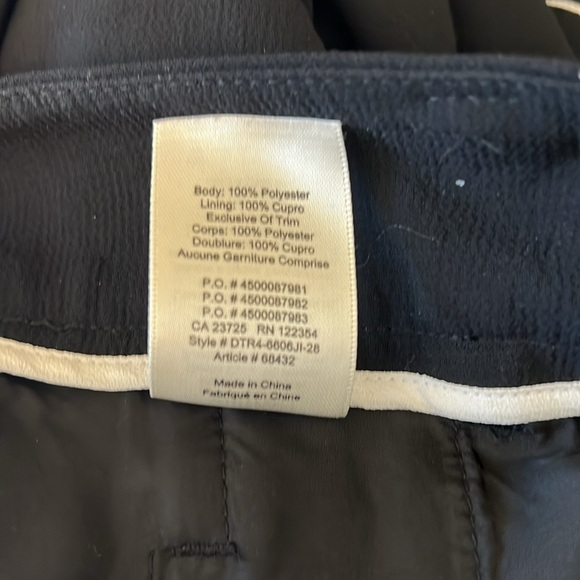 Body: 100% Polyester
Lining: 100% Cupro
Exclusive Of Trim
Corps: 100% Polyester
Doublure: 100% Cupro
Aucune Garniture Comprise
P.O. # 4500087981
P.O. # 4500087982
P.O. # 4500087983
CA 23725 RN 122354
Style # DTR4-6606JI-28
Article # 68432
Made in China
Fabriqué en Chine